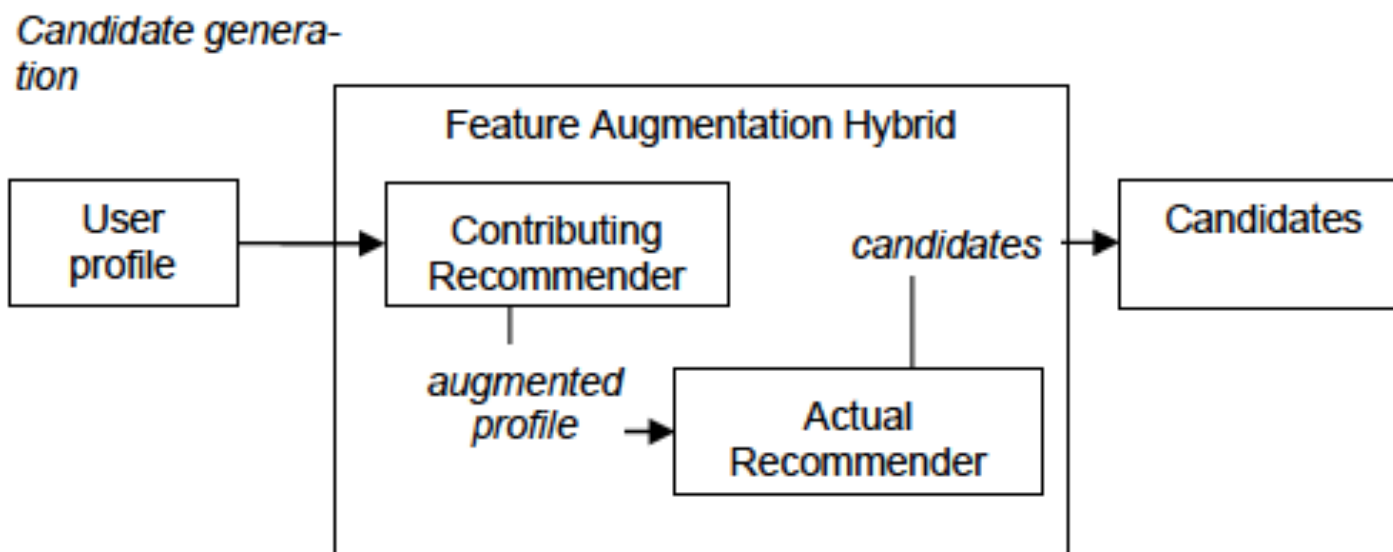 Candidate genera-
tion
Feature Augmentation Hybrid
User
profile
Contributing
Recommender
candidates
Candidates
augmented
profile
Actual
Recommender